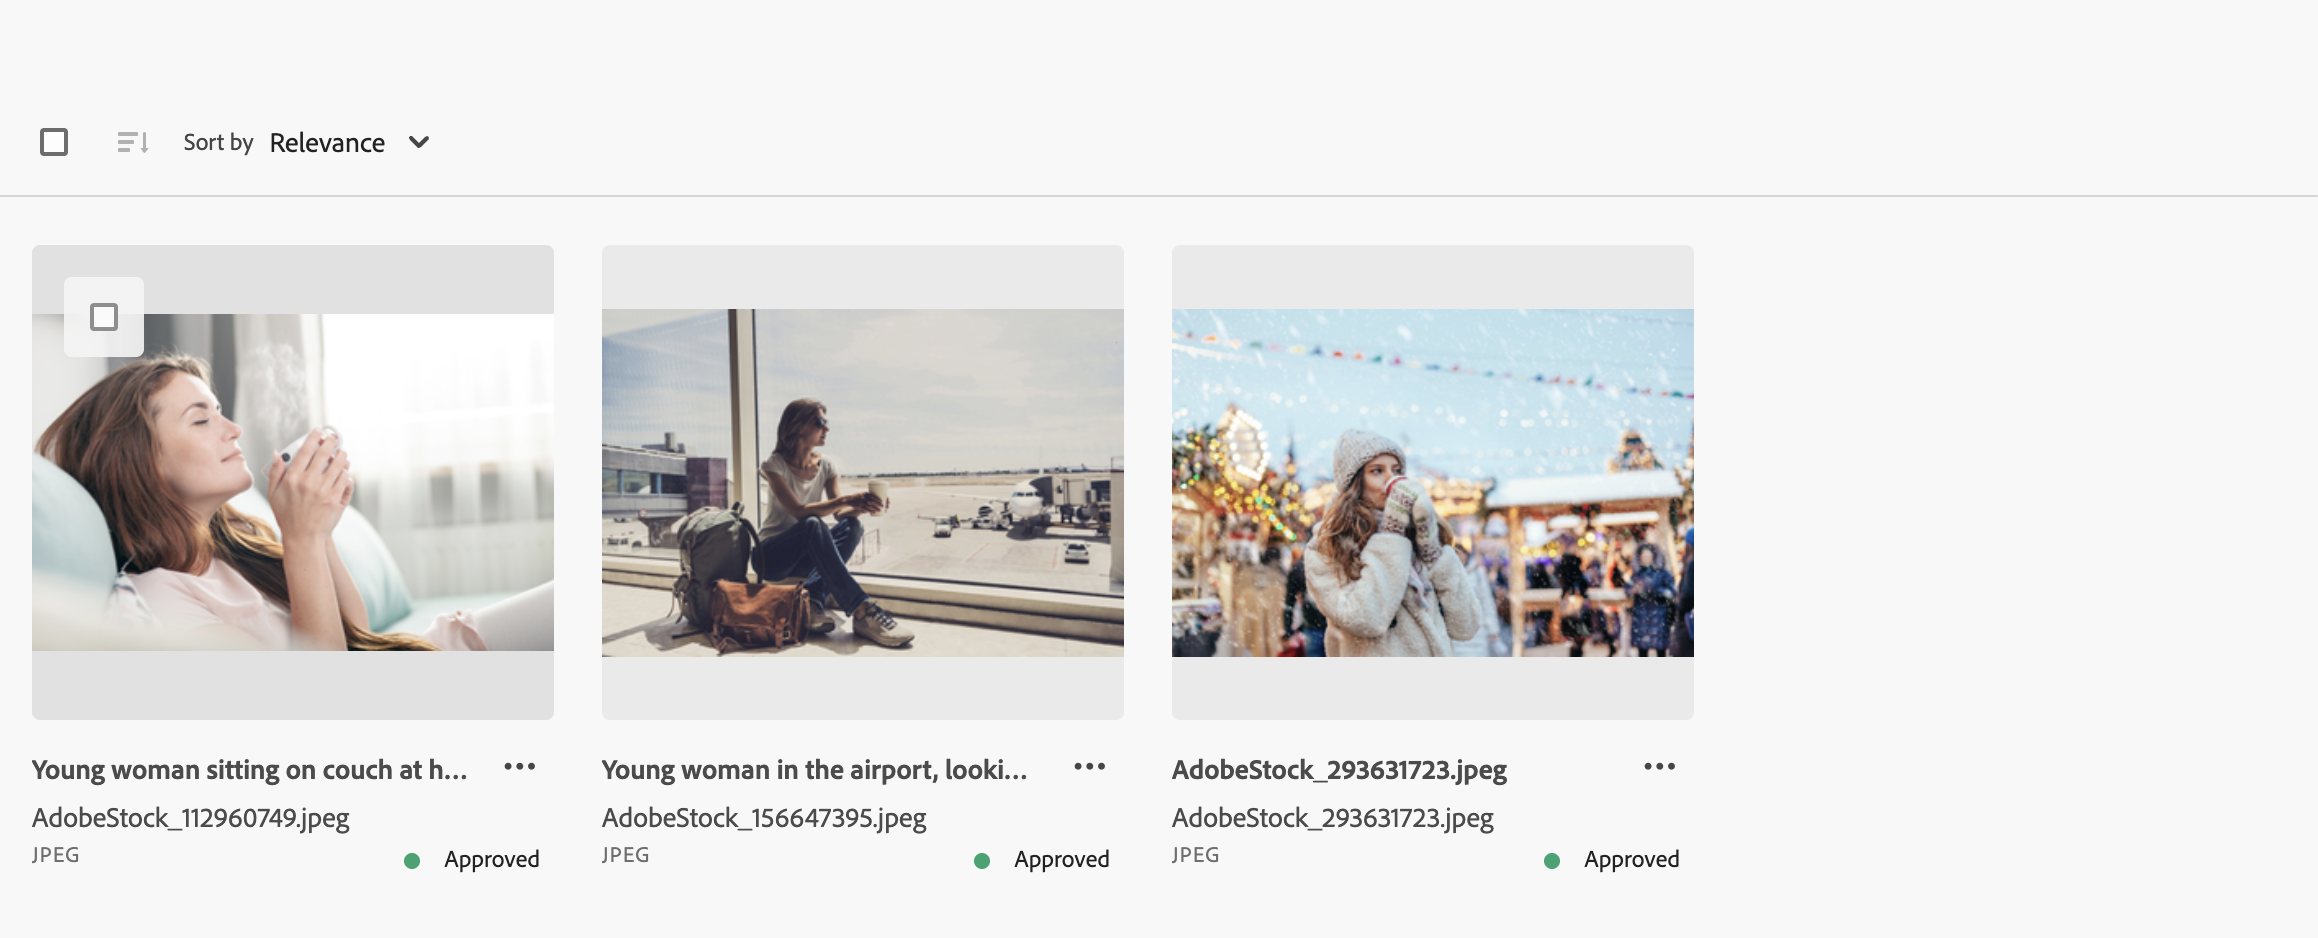 Sort by Relevance
Young woman sitting on couch at h...
AdobeStock_112960749.jpeg
JPEG
Approved
Young woman in the airport, looki...
AdobeStock_156647395.jpeg
JPEG
Approved
AdobeStock_293631723.jpeg
AdobeStock_293631723.jpeg
JPEG
Approved